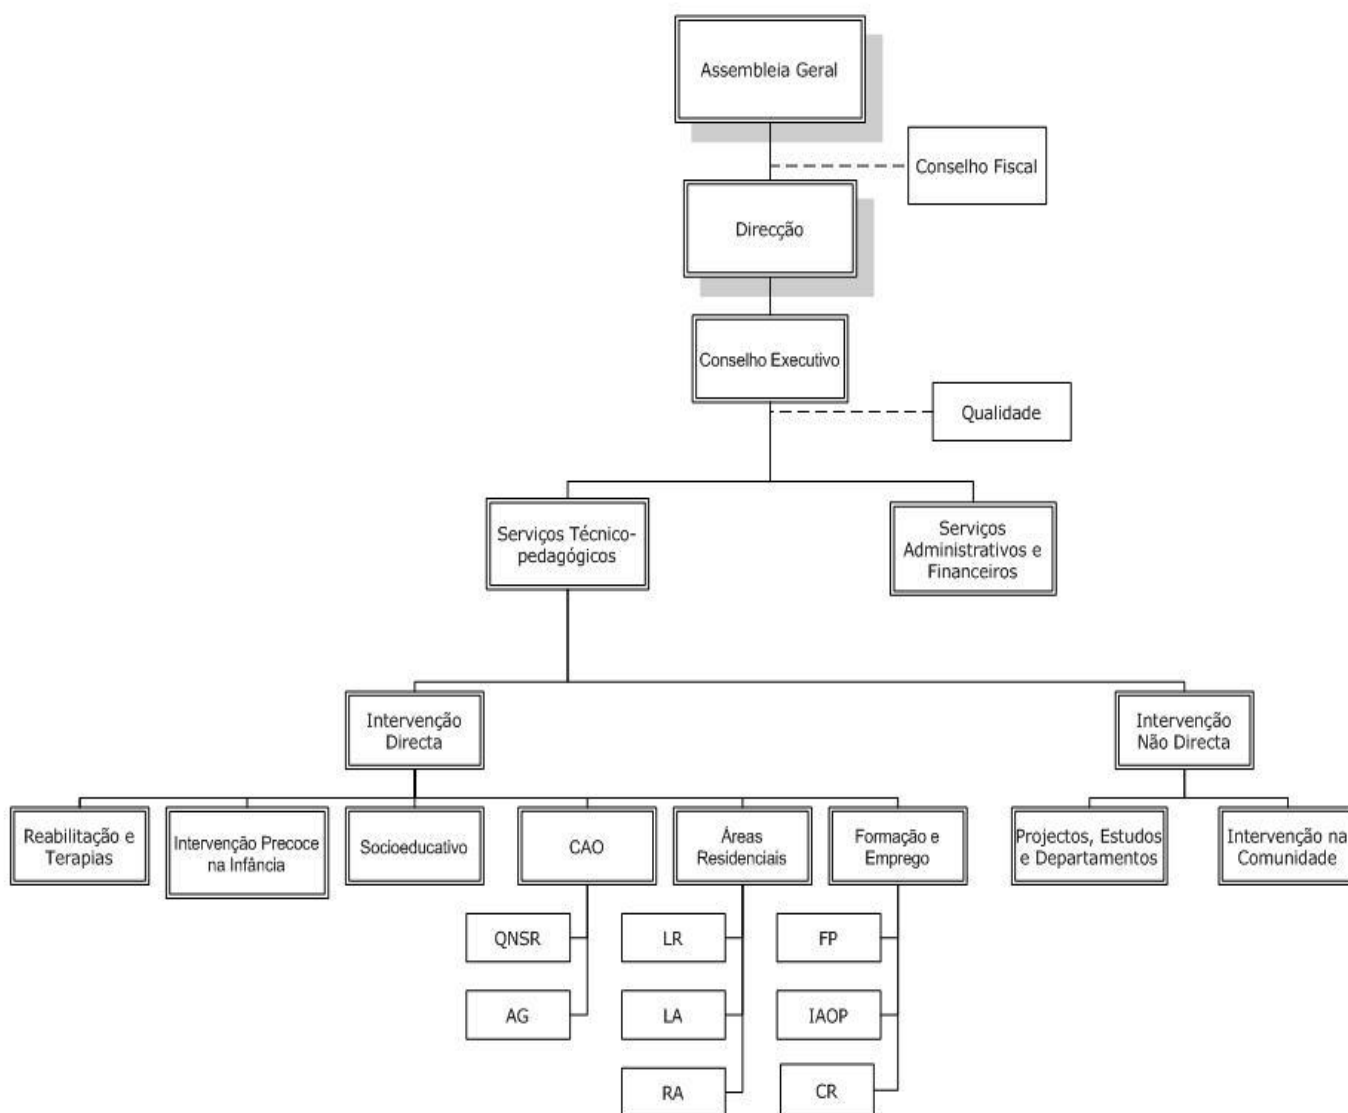 Assembleia Geral
Conselho Fiscal
Direcção
Conselho Executivo
Qualidade
Serviços Técnico-
pedagógicos
Serviços
Administrativos e
Financeiros
Intervenção
Directa
Intervenção
Não Directa
Reabilitação e
Terapias
Intervenção Precoce
na Infância
Socioeducativo
CAO
Áreas
Residenciais
Formação e
Emprego
Projectos, Estudos
e Departamentos
Intervenção na
Comunidade
QNSR
LR
FP
AG
LA
IAOP
RA
CR